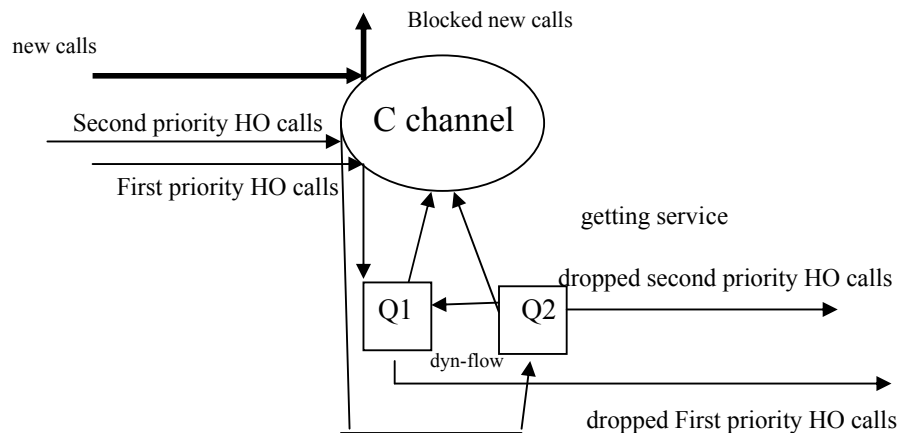 Blocked new calls
new calls
C channel
Second priority HO calls
First priority HO calls
getting service
dropped second priority HO calls
Q1
Q2
dyn-flow
dropped First priority HO calls